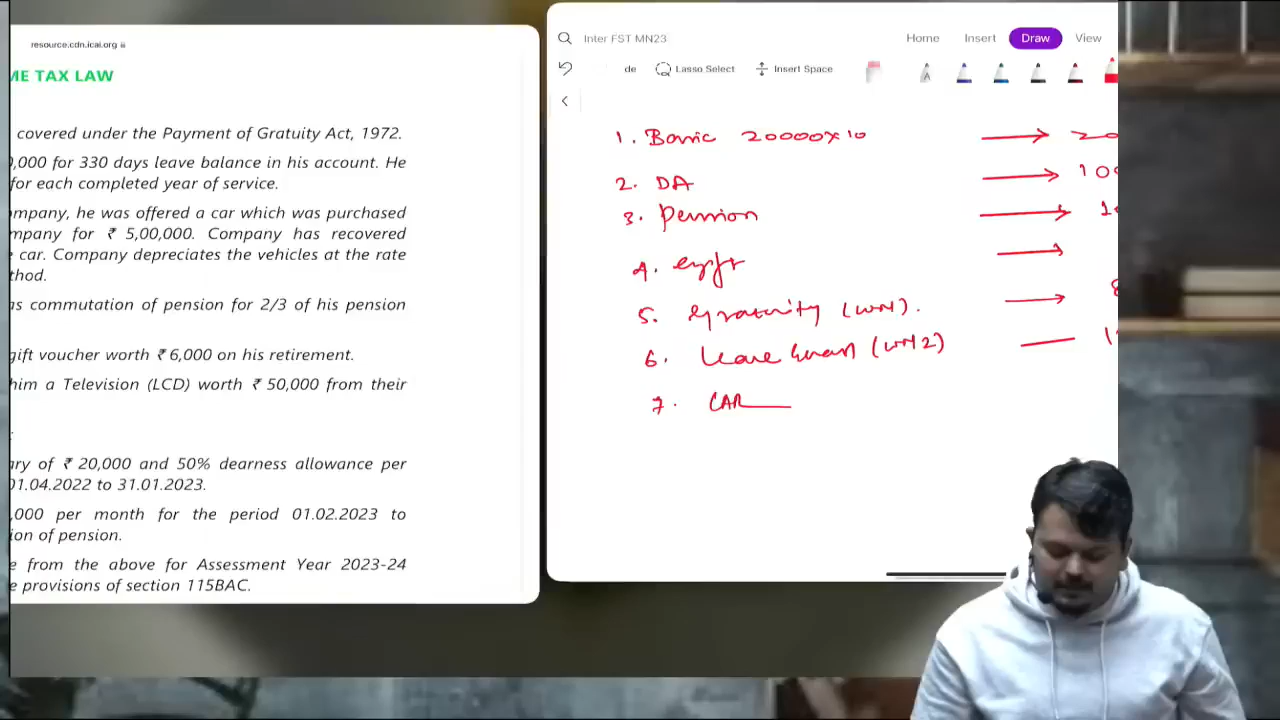 resource.cdn.icai.org
ME TAX LAW
covered under the Payment of Gratuity Act, 1972.
0,000 for 330 days leave balance in his account. He
for each completed year of service.
ompany, he was offered a car which was purchased
mpany for ₹ 5,00,000. Company has recovered
car. Company depreciates the vehicles at the rate
thod.
as commutation of pension for 2/3 of his pension
gift voucher worth ₹ 6,000 on his retirement.
him a Television (LCD) worth ₹ 50,000 from their
:
ary of ₹ 20,000 and 50% dearness allowance per
01.04.2022 to 31.01.2023.
,000 per month for the period 01.02.2023 to
ion of pension.
e from the above for Assessment Year 2023-24
e provisions of section 115BAC.
Inter FST MN23
Home Insert Draw View
de Lasso Select Insert Space
1. Basic 20000x10 → 20
2. DA → 100
3. Pension →
4. Gift →
5. Gratuity (WN1). → 8
6. Leave (WN2) — 1
7. CAR